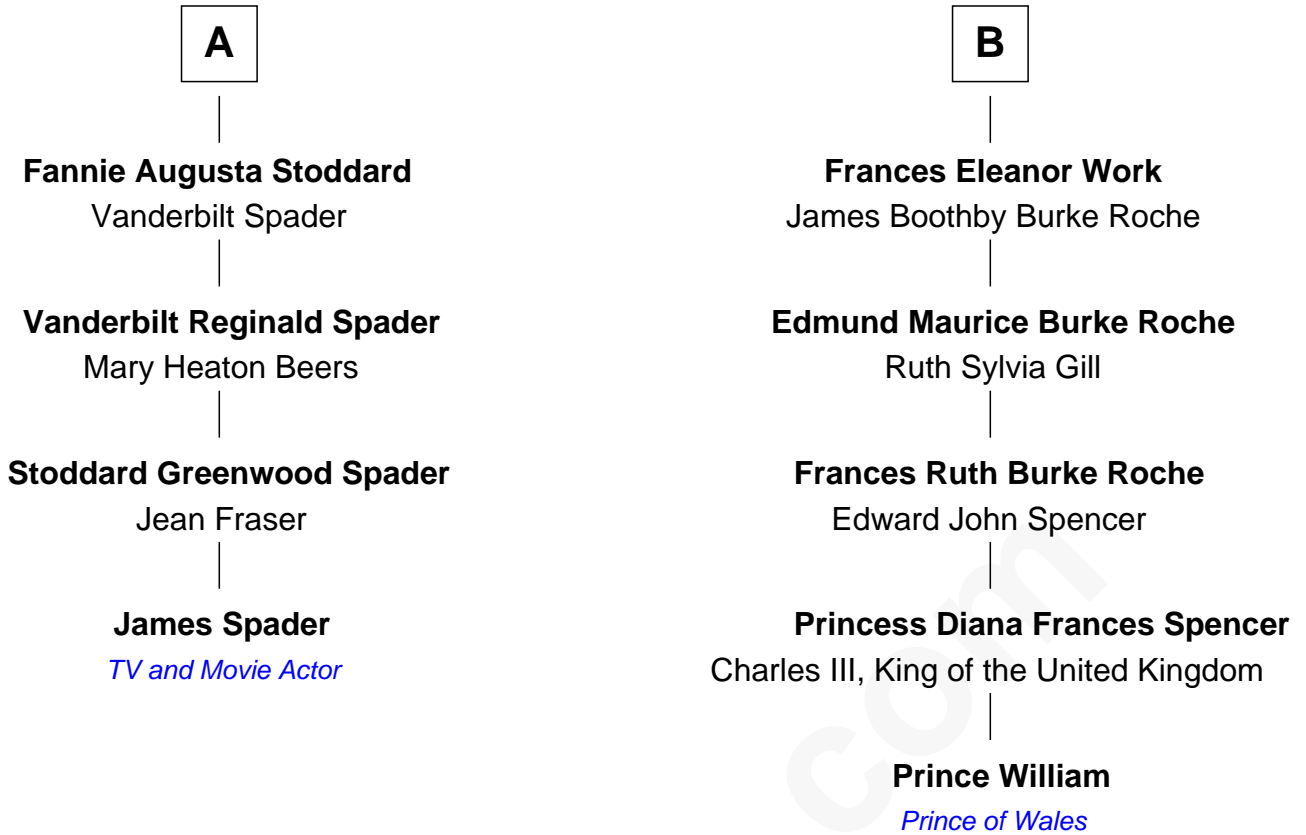 A
Fannie Augusta Stoddard
Vanderbilt Spader
Vanderbilt Reginald Spader
Mary Heaton Beers
Stoddard Greenwood Spader
Jean Fraser
James Spader
TV and Movie Actor
B
Frances Eleanor Work
James Boothby Burke Roche
Edmund Maurice Burke Roche
Ruth Sylvia Gill
Frances Ruth Burke Roche
Edward John Spencer
Princess Diana Frances Spencer
Charles III, King of the United Kingdom
Prince William
Prince of Wales
com